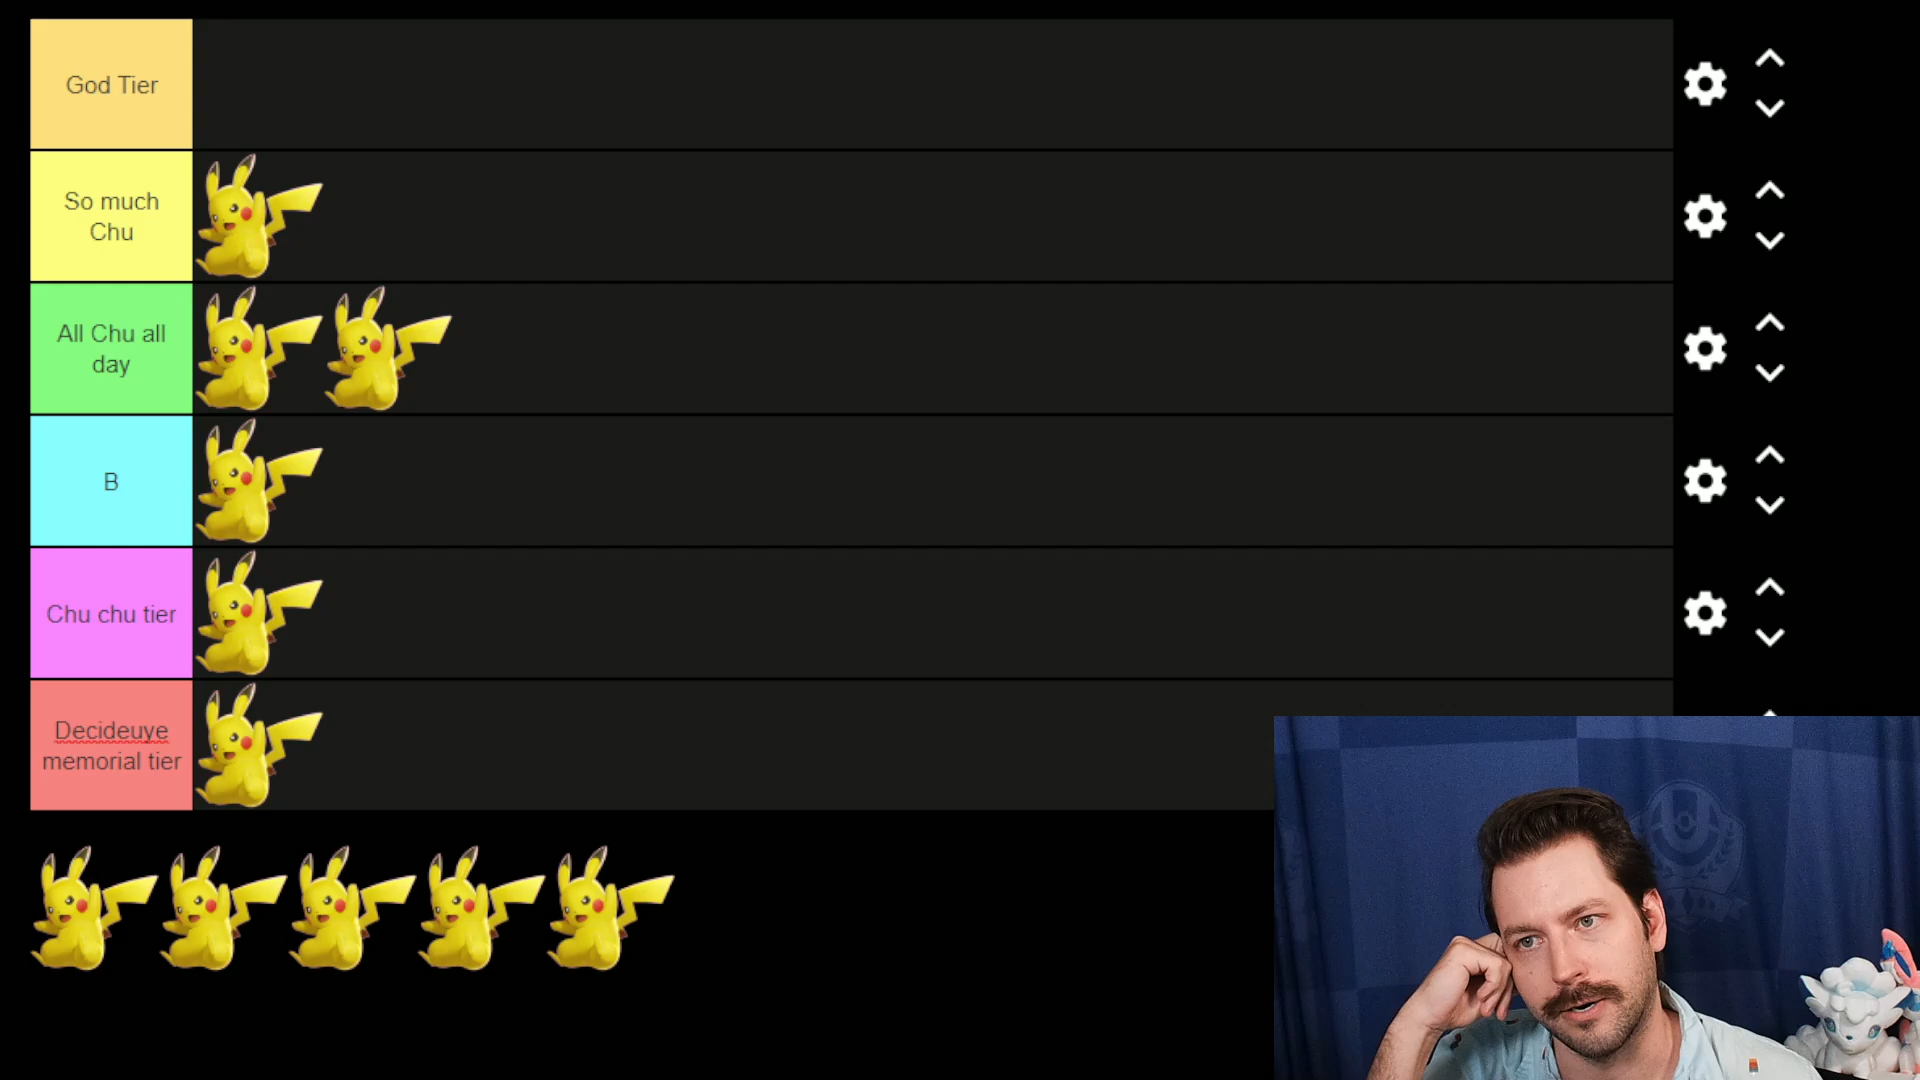 God Tier
So much
Chu
All Chu all
day
B
Chu chu tier
Decideuye
memorial tier